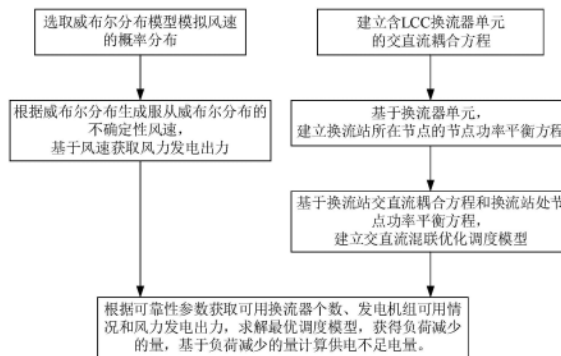 选取威布尔分布模型模拟风速
的概率分布
建立含LCC换流器单元
的交直流耦合方程
根据威布尔分布生成服从威布尔分布的
不确定性风速,
基于风速获取风力发电出力
基于换流器单元,
建立换流站所在节点的节点功率平衡方程
基于换流站交直流耦合方程和换流站处节
点功率平衡方程,
建立交直流混联优化调度模型
根据可靠性参数获取可用换流器个数、发电机组可用情
况和风力发电出力，求解最优调度模型，获得负荷减少
的量，基于负荷减少的量计算供电不足电量。